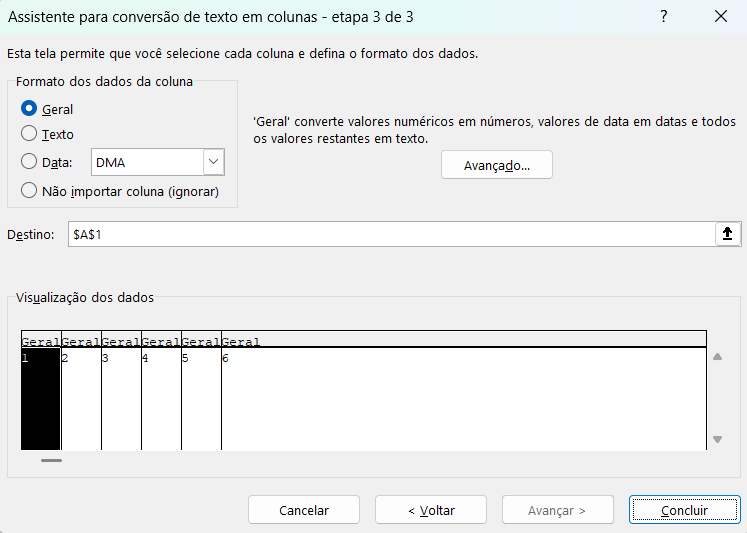 Assistente para conversão de texto em colunas - etapa 3 de 3 ?
Esta tela permite que você selecione cada coluna e defina o formato dos dados.
Formato dos dados da coluna
Geral
Texto
Data: DMA
Não importar coluna (ignorar)
'Geral' converte valores numéricos em números, valores de data em datas e todos
os valores restantes em texto.
Avançado...
Destino: $A$1
Visualização dos dados
Geral Geral Geral Geral Geral Geral
1 2 3 4 5 6
Cancelar < Voltar Avançar > Concluir